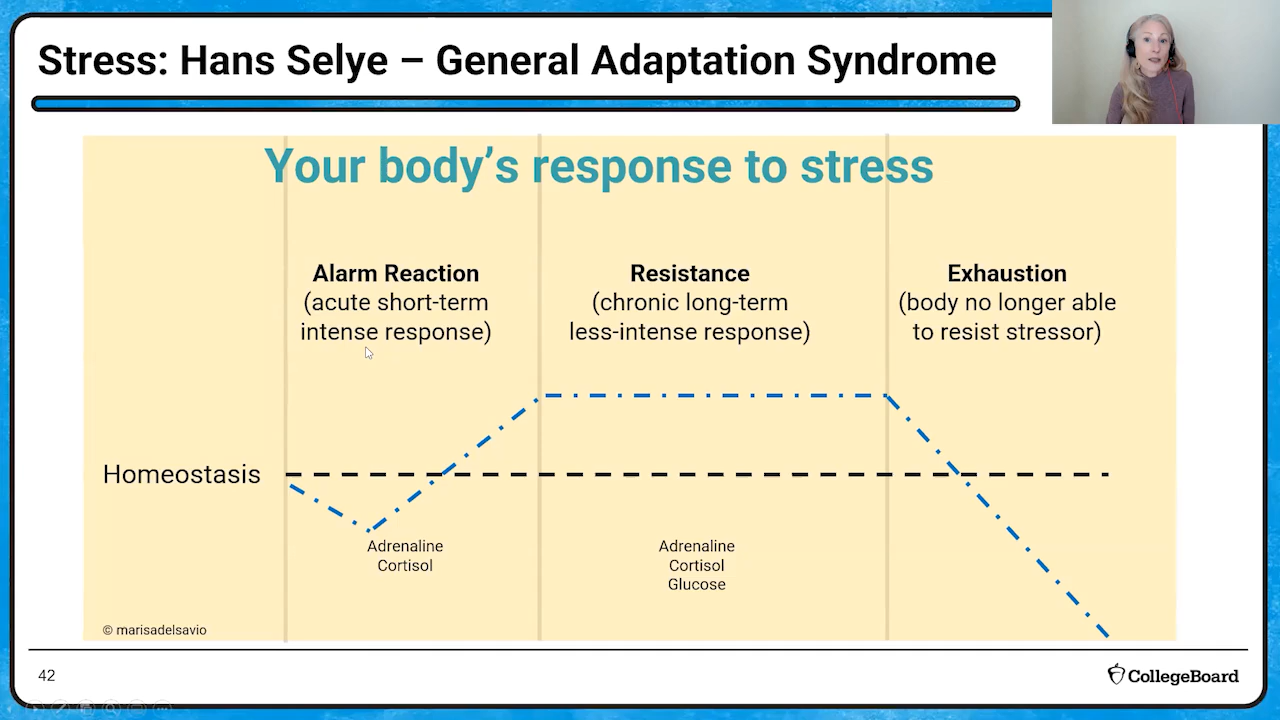 Stress: Hans Selye – General Adaptation Syndrome
Your body’s response to stress
Alarm Reaction
(acute short-term
intense response)
Resistance
(chronic long-term
less-intense response)
Exhaustion
(body no longer able
to resist stressor)
Homeostasis
Adrenaline
Cortisol
Adrenaline
Cortisol
Glucose
© marisadelsavio
42
CollegeBoard